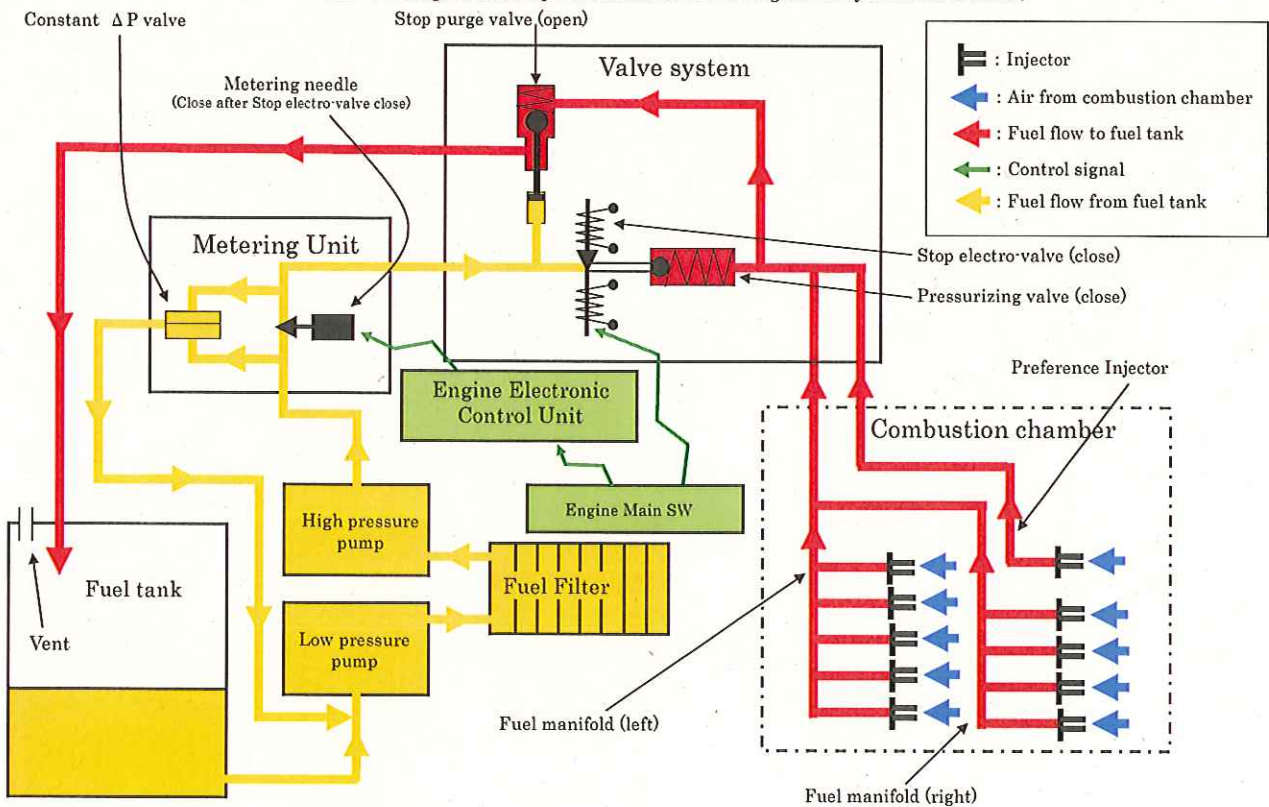 Constant ΔP valve
Stop purge valve (open)
Metering needle
(Close after Stop electro-valve close)
Valve system
: Injector
: Air from combustion chamber
: Fuel flow to fuel tank
: Control signal
: Fuel flow from fuel tank
Metering Unit
Stop electro-valve (close)
Pressurizing valve (close)
Engine Electronic
Control Unit
Preference Injector
Combustion chamber
Engine Main SW
High pressure
pump
Fuel Filter
Fuel tank
Vent
Low pressure
pump
Fuel manifold (left)
Fuel manifold (right)